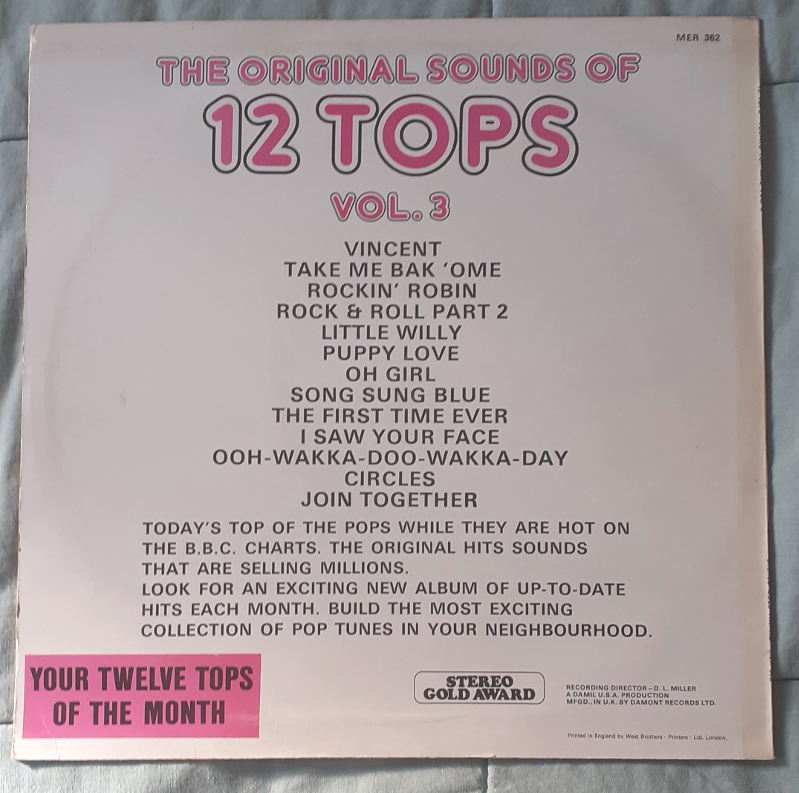 MER 362
THE ORIGINAL SOUNDS OF
12 TOPS
VOL. 3
VINCENT
TAKE ME BAK 'OME
ROCKIN' ROBIN
ROCK & ROLL PART 2
LITTLE WILLY
PUPPY LOVE
OH GIRL
SONG SUNG BLUE
THE FIRST TIME EVER
I SAW YOUR FACE
OOH-WAKKA-DOO-WAKKA-DAY
CIRCLES
JOIN TOGETHER
TODAY'S TOP OF THE POPS WHILE THEY ARE HOT ON
THE B.B.C. CHARTS. THE ORIGINAL HITS SOUNDS
THAT ARE SELLING MILLIONS.
LOOK FOR AN EXCITING NEW ALBUM OF UP-TO-DATE
HITS EACH MONTH. BUILD THE MOST EXCITING
COLLECTION OF POP TUNES IN YOUR NEIGHBOURHOOD.
YOUR TWELVE TOPS
OF THE MONTH
STEREO
GOLD AWARD
RECORDING DIRECTOR - D. L. MILLER
A DAMIL U.S.A. PRODUCTION
MFGD., IN U.K. BY DAMONT RECORDS LTD.
Printed in England by West Brothers · Printers · Ltd., London.